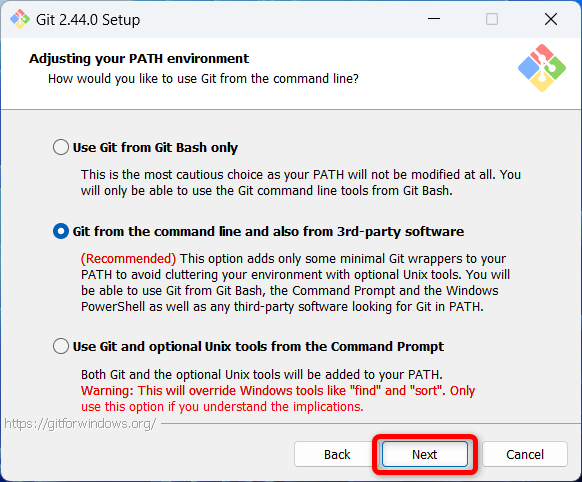 Git 2.44.0 Setup
Adjusting your PATH environment
How would you like to use Git from the command line?
Use Git from Git Bash only
This is the most cautious choice as your PATH will not be modified at all. You
will only be able to use the Git command line tools from Git Bash.
Git from the command line and also from 3rd-party software
(Recommended) This option adds only some minimal Git wrappers to your
PATH to avoid cluttering your environment with optional Unix tools. You will
be able to use Git from Git Bash, the Command Prompt and the Windows
PowerShell as well as any third-party software looking for Git in PATH.
Use Git and optional Unix tools from the Command Prompt
Both Git and the optional Unix tools will be added to your PATH.
Warning: This will override Windows tools like "find" and "sort". Only
use this option if you understand the implications.
https://gitforwindows.org/
Back Next Cancel